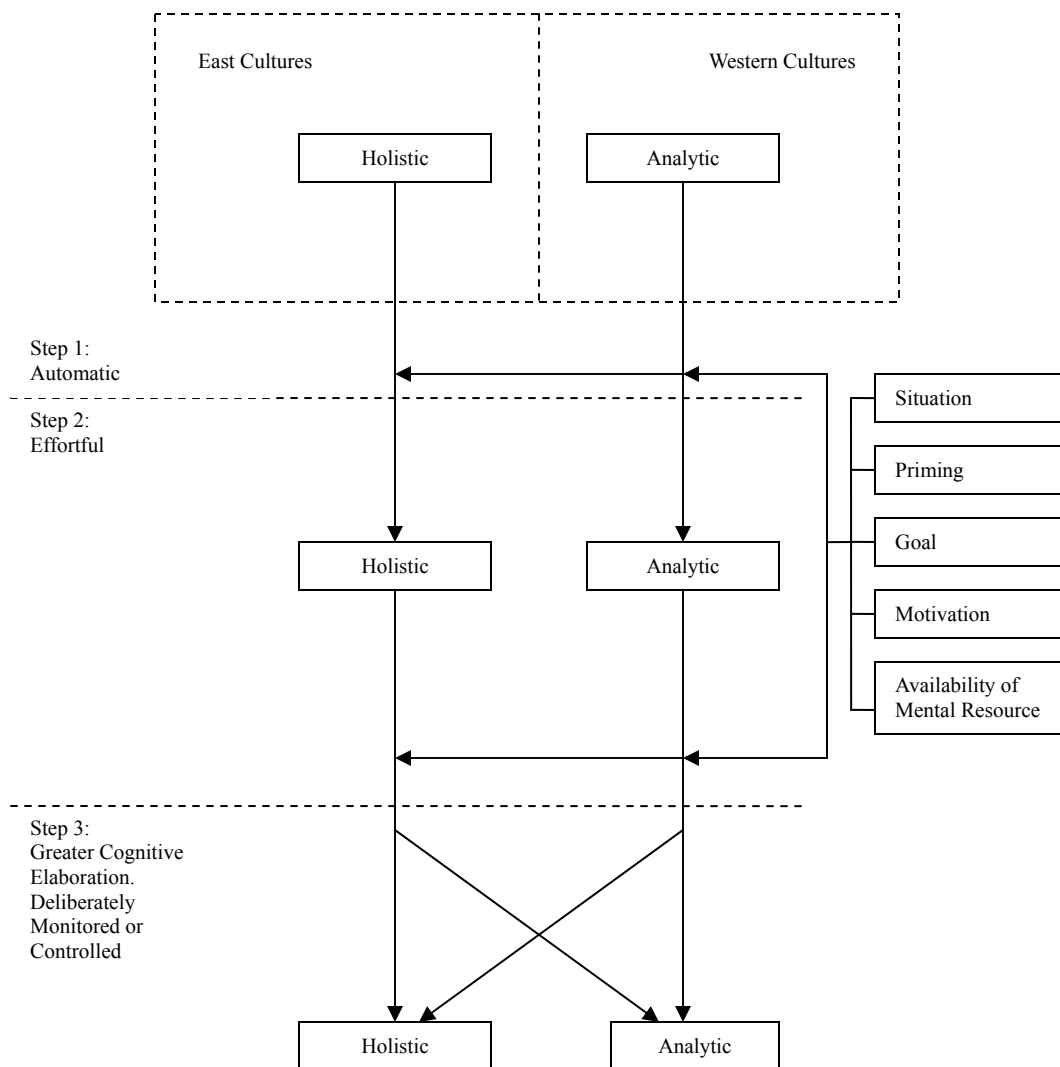 East Cultures
Western Cultures
Holistic
Analytic
Step 1:
Automatic
Step 2:
Effortful
Situation
Priming
Goal
Motivation
Availability of
Mental Resource
Holistic
Analytic
Step 3:
Greater Cognitive
Elaboration.
Deliberately
Monitored or
Controlled
Holistic
Analytic